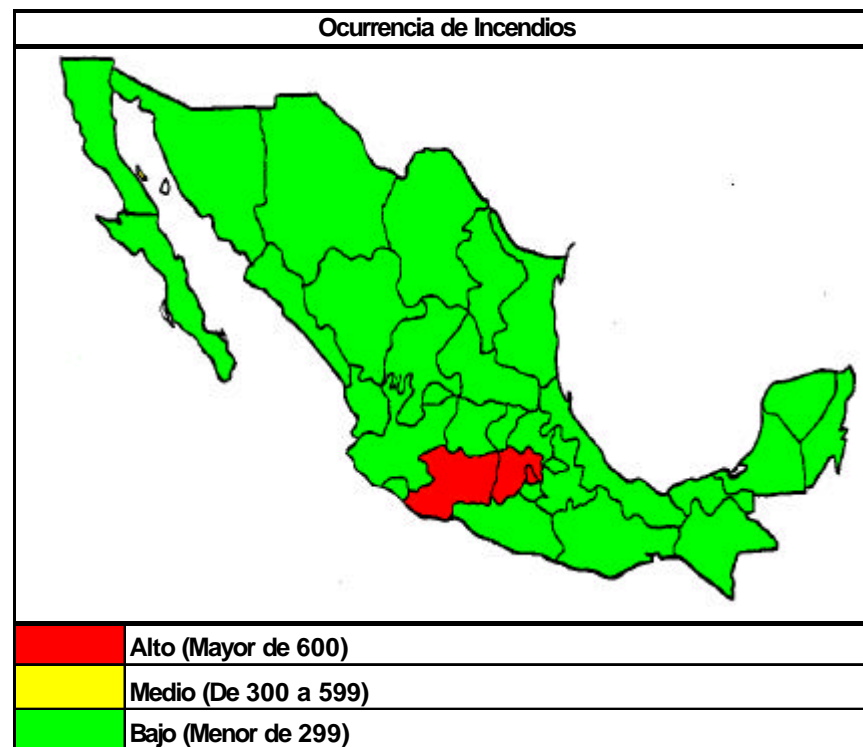 Ocurrencia de Incendios
Alto (Mayor de 600)
Medio (De 300 a 599)
Bajo (Menor de 299)